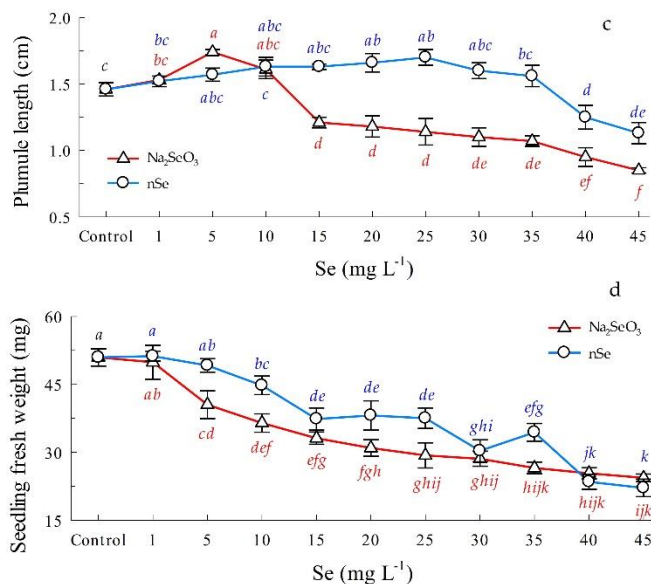 c
2.0
1.5
1.0
0.5
Plumule length (cm)
c
bc
bc
a
abc
abc
abc
c
abc
d
ab
d
ab
d
abc
de
bc
de
d
ef
de
f
Na₂SeO₃
nSe
Control 1 5 10 15 20 25 30 35 40 45
Se (mg L⁻¹)
d
60
45
30
15
Seedling fresh weight (mg)
Na₂SeO₃
nSe
a
a
ab
ab
cd
bc
def
de
efg
de
fgh
de
ghij
ghi
ghij
efg
hijk
jk
hijk
k
ijk
Control 1 5 10 15 20 25 30 35 40 45
Se (mg L⁻¹)